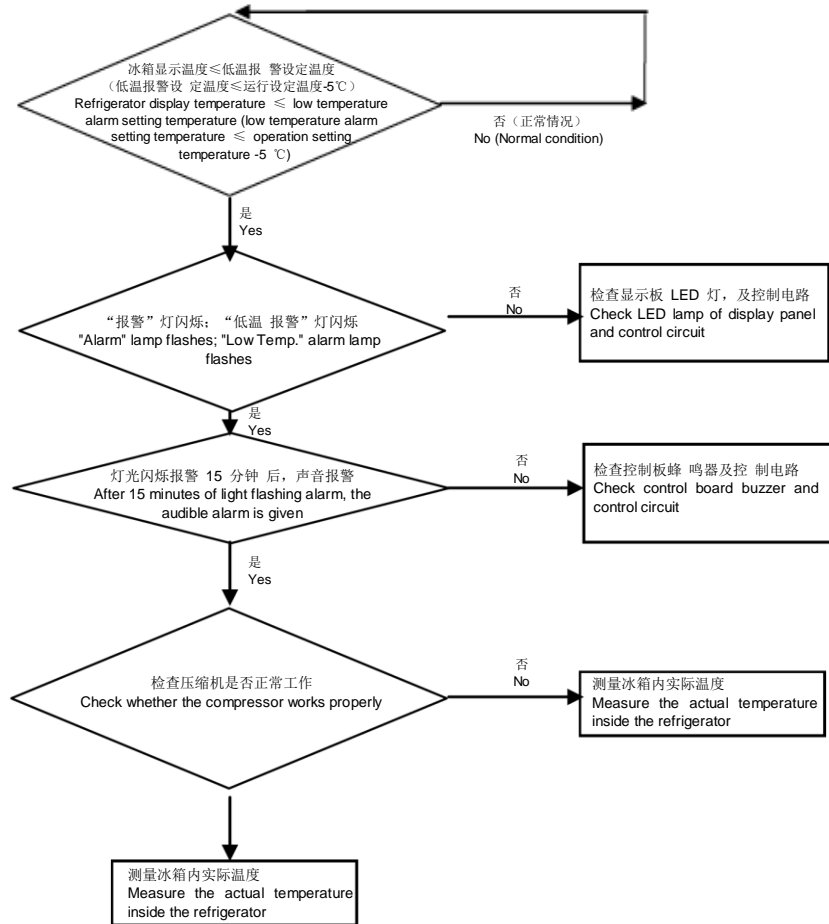 冰箱显示温度≤低温报 警设定温度
（低温报警设 定温度≤运行设定温度-5℃）
Refrigerator display temperature ≤ low temperature
alarm setting temperature (low temperature alarm
setting temperature ≤ operation setting
temperature -5 ℃)
否（正常情况）
No (Normal condition)
是
Yes
“报警”灯闪烁；“低温 报警”灯闪烁
"Alarm" lamp flashes; "Low Temp." alarm lamp
flashes
否
No
检查显示板 LED 灯，及控制电路
Check LED lamp of display panel
and control circuit
是
Yes
灯光闪烁报警 15 分钟 后，声音报警
After 15 minutes of light flashing alarm, the
audible alarm is given
否
No
检查控制板蜂 鸣器及控 制电路
Check control board buzzer and
control circuit
是
Yes
检查压缩机是否正常工作
Check whether the compressor works properly
否
No
测量冰箱内实际温度
Measure the actual temperature
inside the refrigerator
测量冰箱内实际温度
Measure the actual temperature
inside the refrigerator